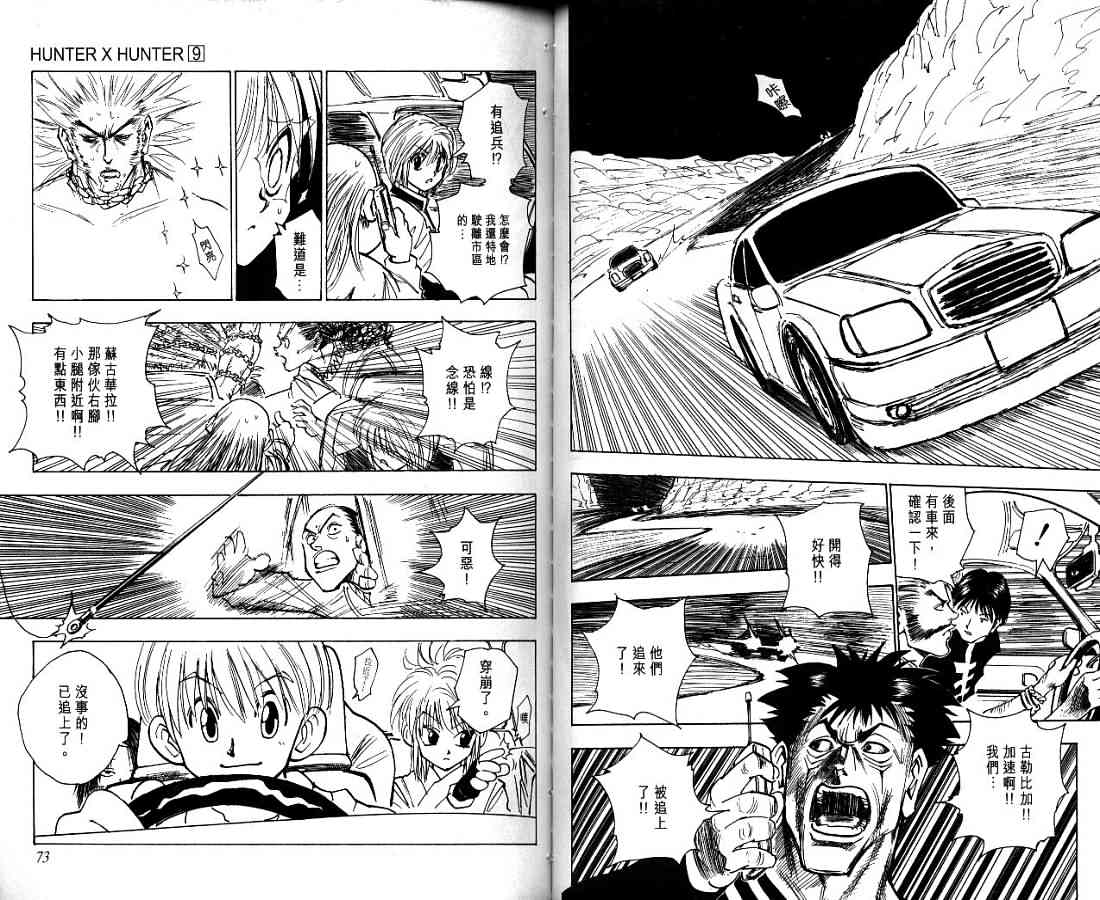 咔嚓
後面
有車來，
確認一下！
！
開得
好快!!
他們
追來
了！
古勒比加!!
加速啊!!
我們…
被追上
了!!
HUNTER X HUNTER 9
有追兵!?
怎麼會!?
我還特地
駛離市區
的…
難道是…
閃亮
線!?
恐怕是
念線!!
蘇古華拉!!
那傢伙右腳
小腿附近啊!!
有點東西!!
可惡！
穿崩了。
沒事的！
已追上了。
73